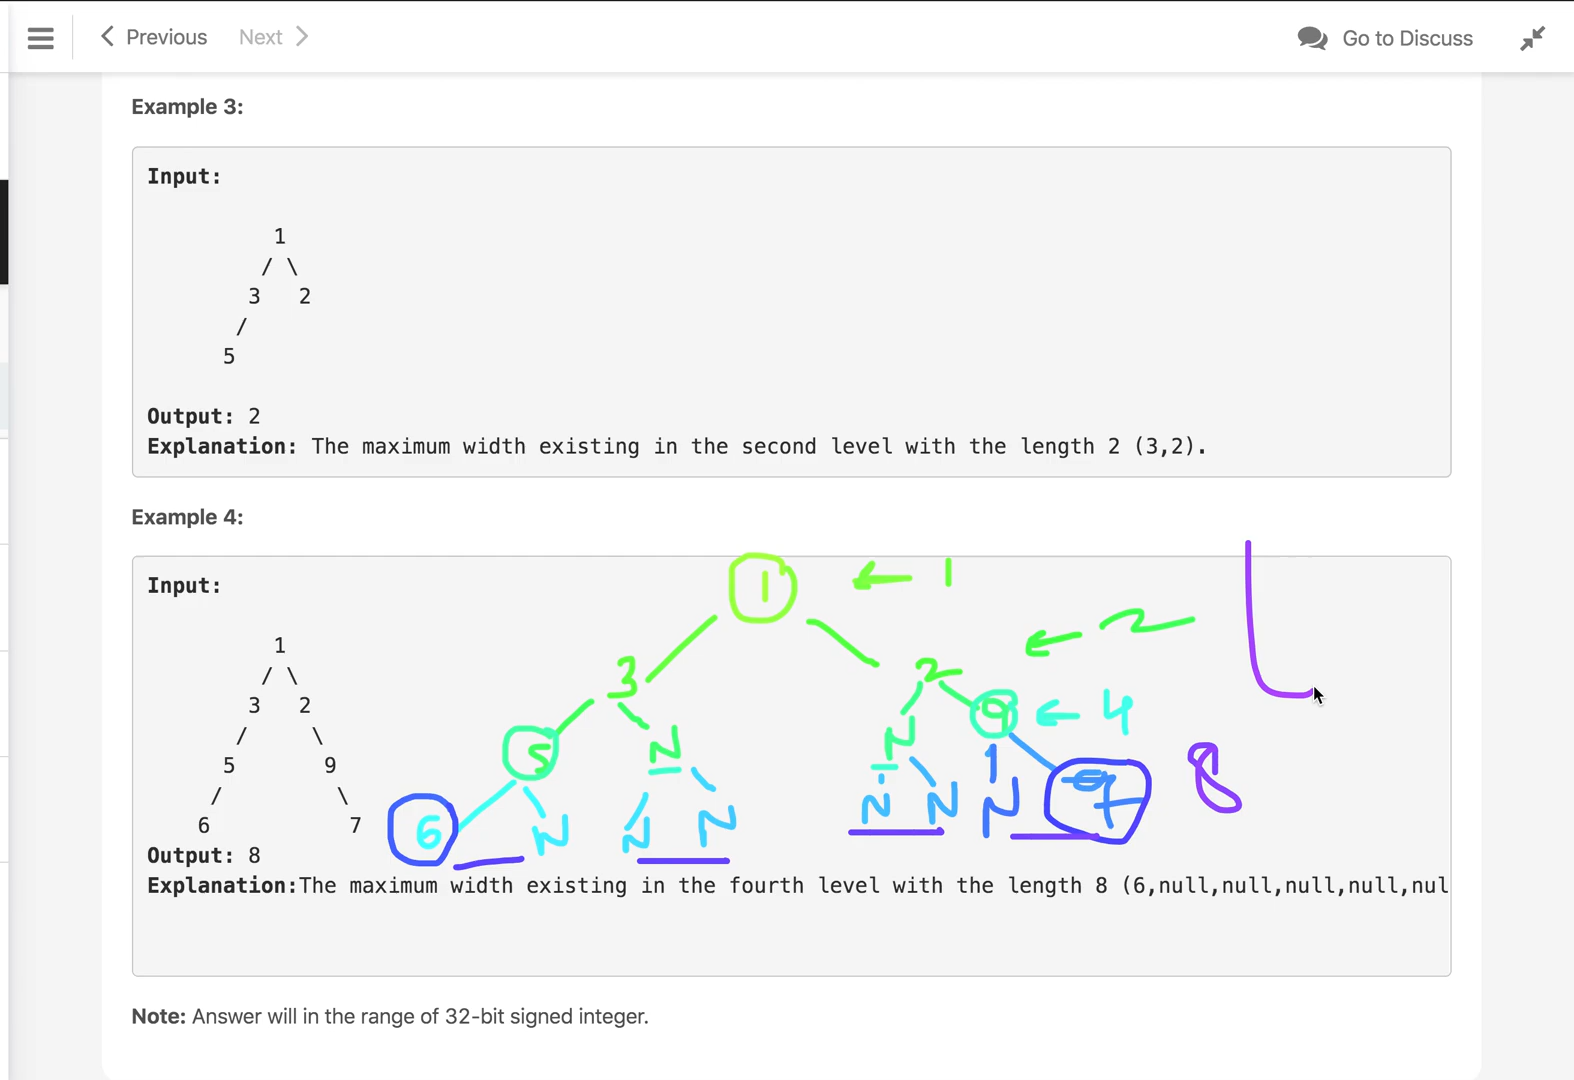 Previous Next Go to Discuss
Example 3:
Input:
1
/ \
3 2
/
5
Output: 2
Explanation: The maximum width existing in the second level with the length 2 (3,2).
Example 4:
Input:
1
/ \
3 2
/ \
5 9
/ \
6 7
Output: 8
Explanation:The maximum width existing in the fourth level with the length 8 (6,null,null,null,null,nul
1 ← 1
3 2 ← 2
5 N N 9 ← 4
6 N N N N N N 7 8
Note: Answer will in the range of 32-bit signed integer.